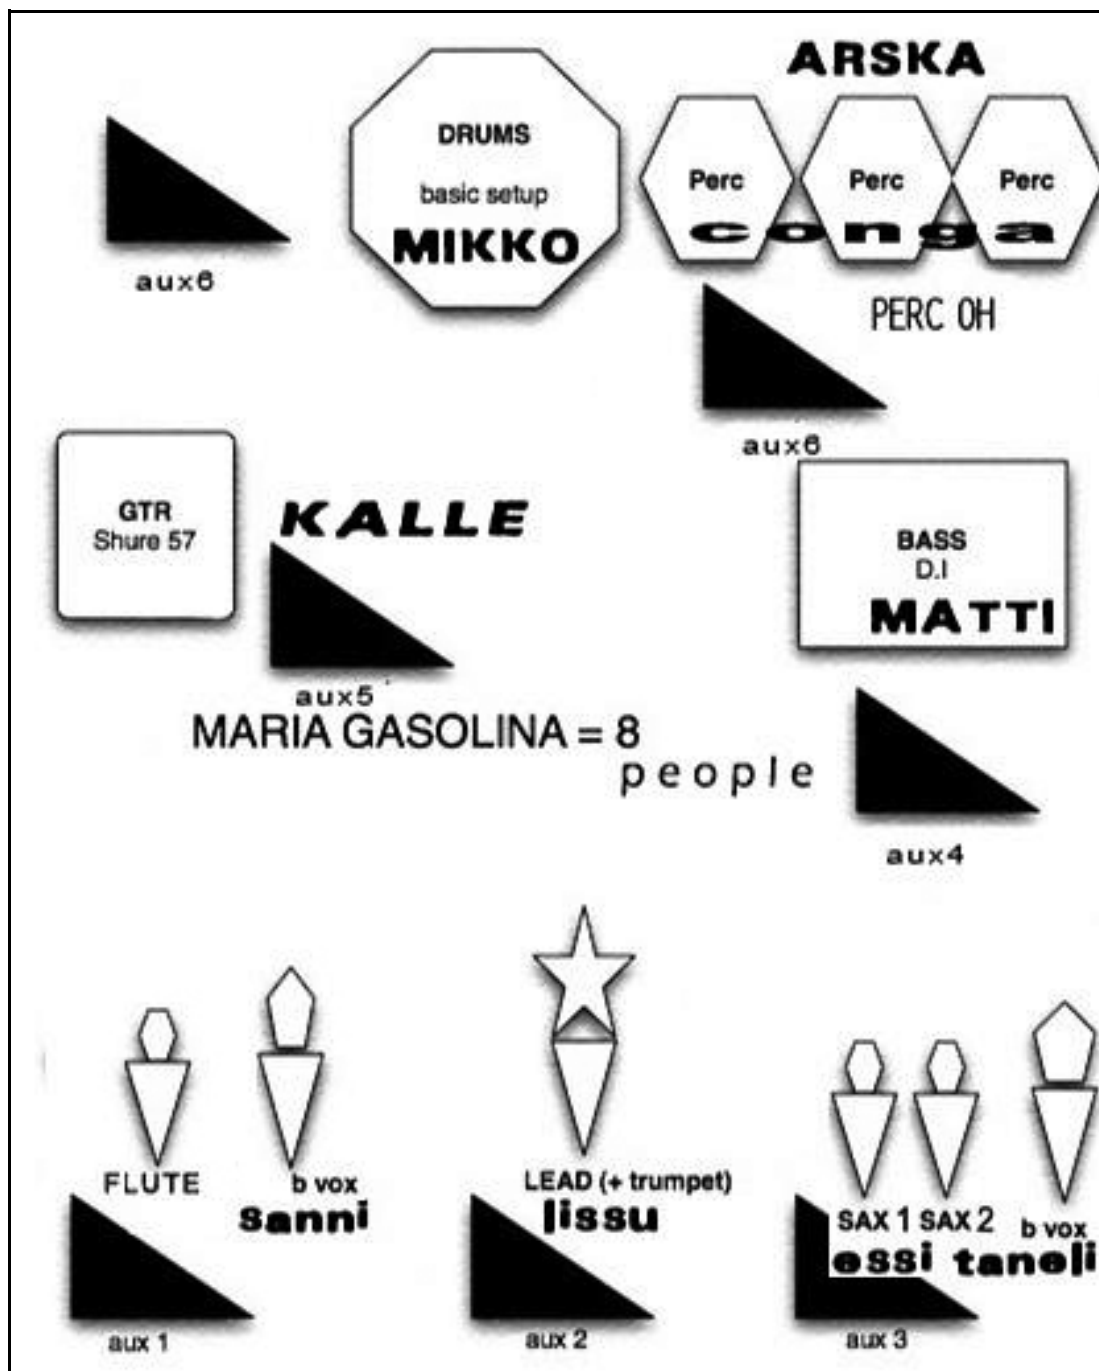 ARSKA
DRUMS
basic setup
MIKKO
Perc Perc Perc
conga
aux6
PERC OH
aux6
GTR
Shure 57
KALLE
BASS
D.I
MATTI
aux5
MARIA GASOLINA = 8
people
aux4
FLUTE
b vox
sanni
LEAD (+ trumpet)
lissu
SAX 1 SAX 2 b vox
essi taneli
aux 1
aux 2
aux 3